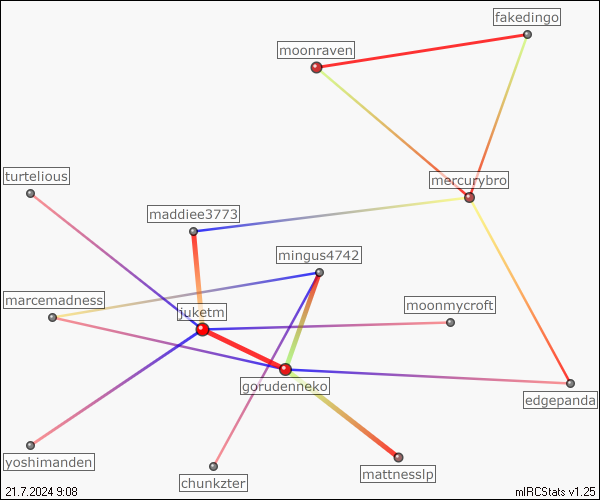 fakedingo
moonraven
turtelious
mercurybro
maddiee3773
mingus4742
marcemadness
moonmycroft
juketm
gorudenneko
edgepanda
yoshimanden
mattnesslp
chunkzter
21.7.2024 9:08
mIRCStats v1.25